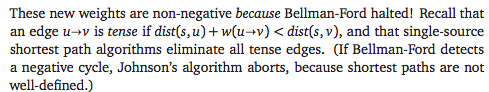 These new weights are non-negative because Bellman-Ford halted! Recall that
an edge u→v is tense if dist(s,u) + w(u→v) < dist(s,v), and that single-source
shortest path algorithms eliminate all tense edges. (If Bellman-Ford detects
a negative cycle, Johnson's algorithm aborts, because shortest paths are not
well-defined.)